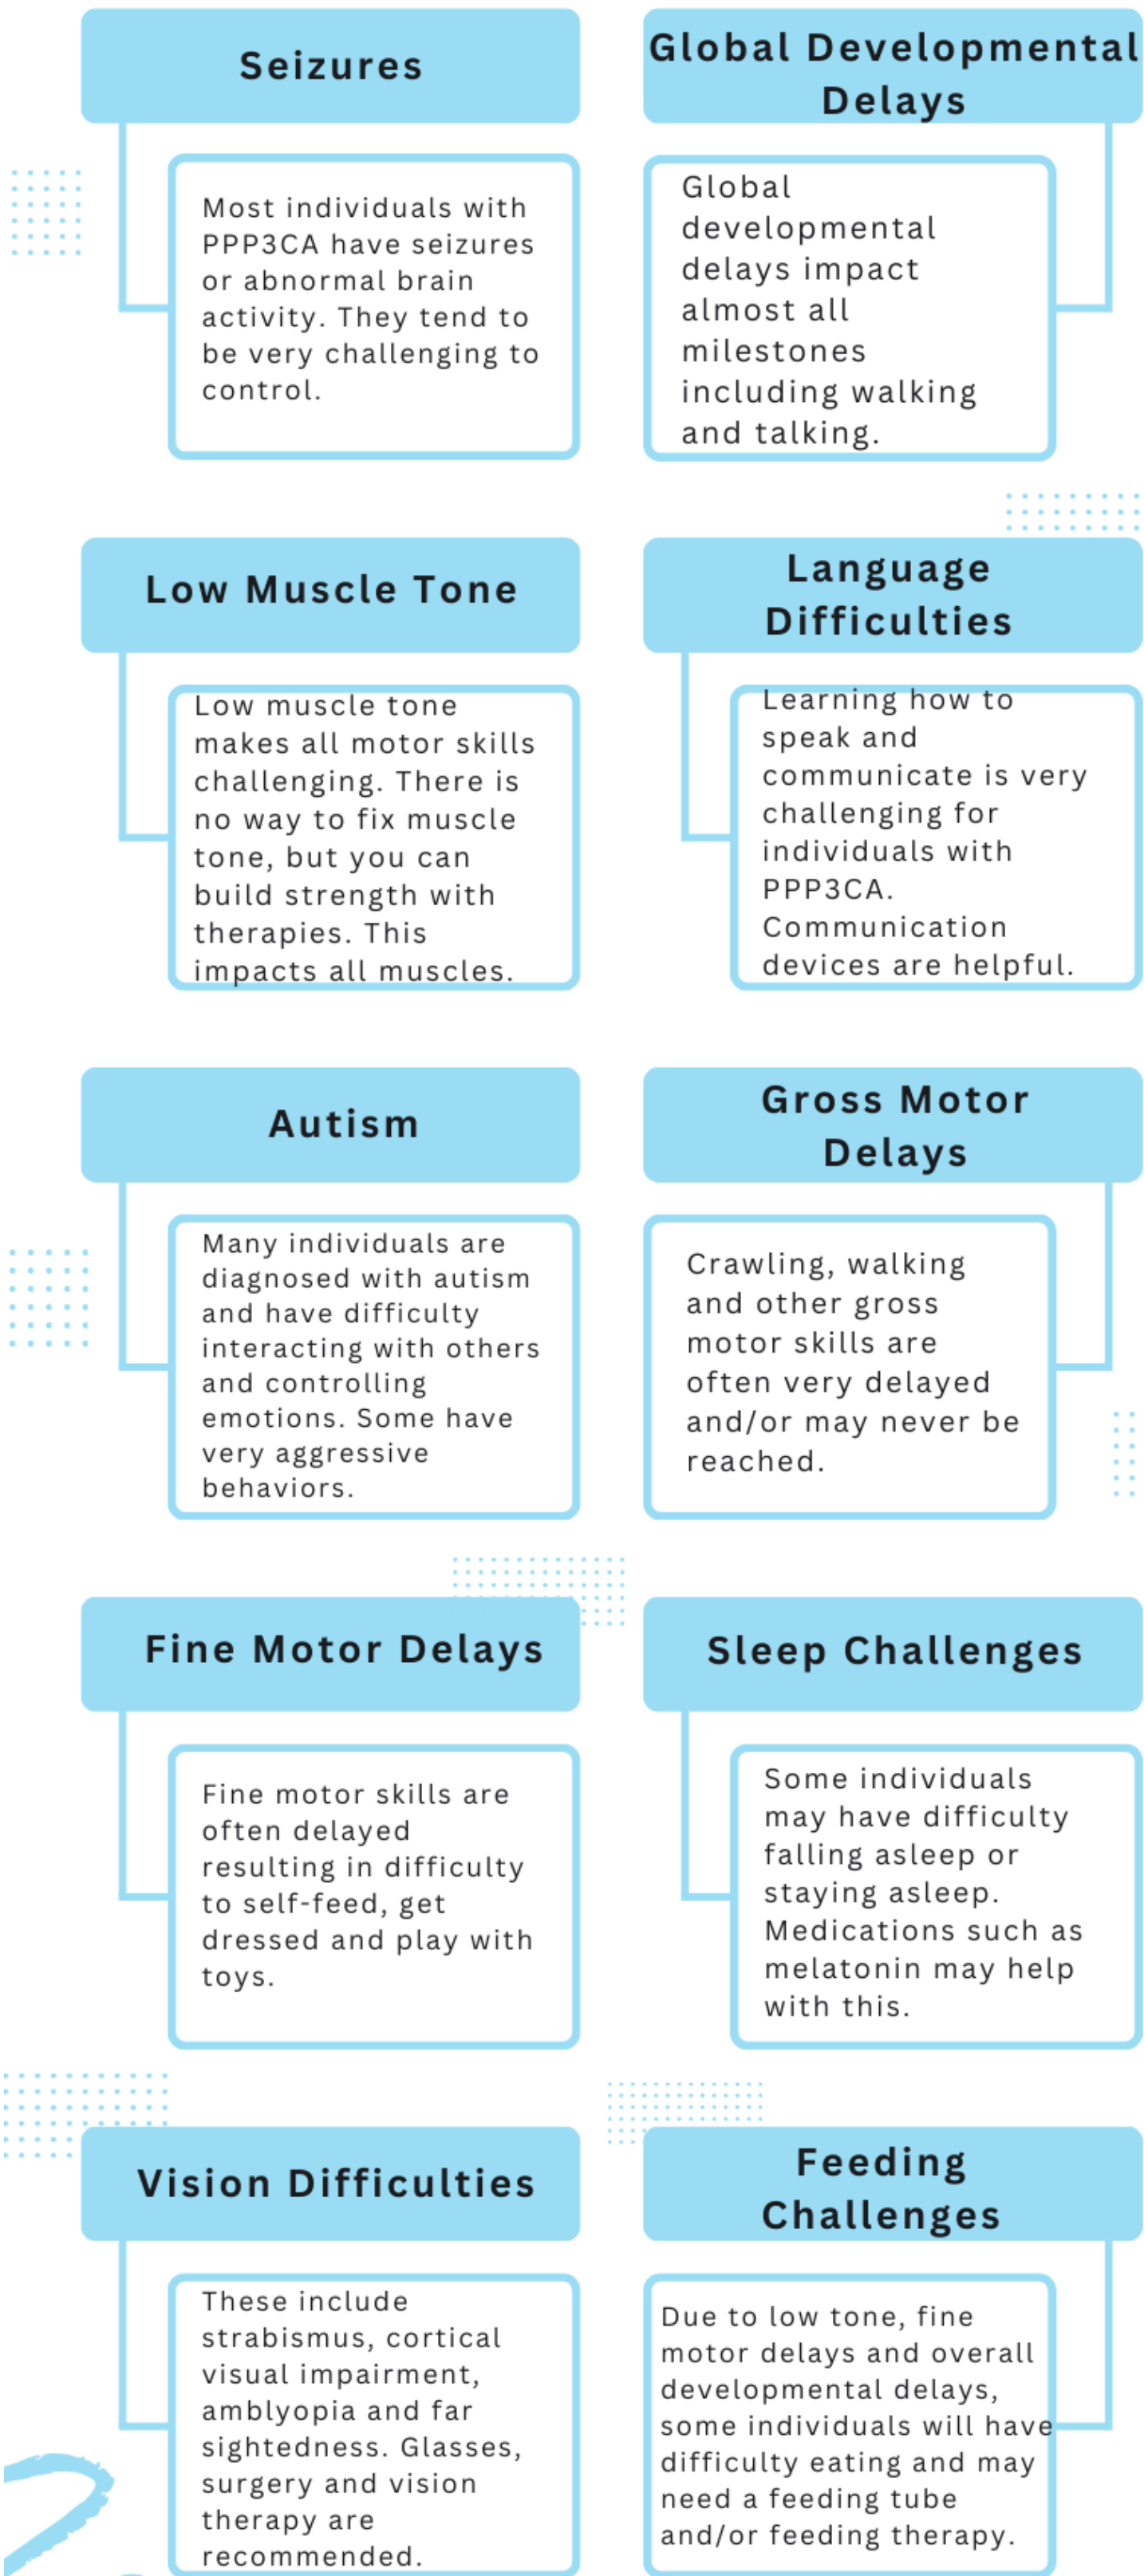 Seizures
Most individuals with
PPP3CA have seizures
or abnormal brain
activity. They tend to
be very challenging to
control.
Global Developmental
Delays
Global
developmental
delays impact
almost all
milestones
including walking
and talking.
Low Muscle Tone
Low muscle tone
makes all motor skills
challenging. There is
no way to fix muscle
tone, but you can
build strength with
therapies. This
impacts all muscles.
Language
Difficulties
Learning how to
speak and
communicate is very
challenging for
individuals with
PPP3CA.
Communication
devices are helpful.
Autism
Many individuals are
diagnosed with autism
and have difficulty
interacting with others
and controlling
emotions. Some have
very aggressive
behaviors.
Gross Motor
Delays
Crawling, walking
and other gross
motor skills are
often very delayed
and/or may never be
reached.
Fine Motor Delays
Fine motor skills are
often delayed
resulting in difficulty
to self-feed, get
dressed and play with
toys.
Sleep Challenges
Some individuals
may have difficulty
falling asleep or
staying asleep.
Medications such as
melatonin may help
with this.
Vision Difficulties
These include
strabismus, cortical
visual impairment,
amblyopia and far
sightedness. Glasses,
surgery and vision
therapy are
recommended.
Feeding
Challenges
Due to low tone, fine
motor delays and overall
developmental delays,
some individuals will have
difficulty eating and may
need a feeding tube
and/or feeding therapy.